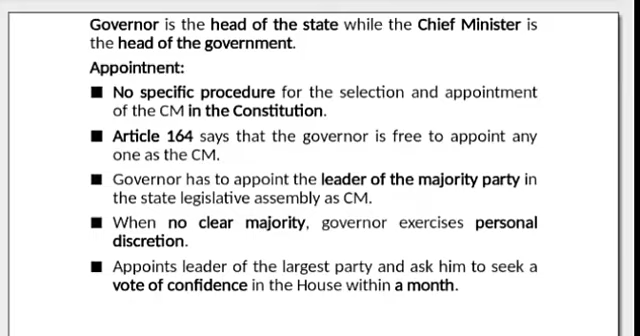 Governor is the head of the state while the Chief Minister is
the head of the government.
Appointment:
■ No specific procedure for the selection and appointment
of the CM in the Constitution.
■ Article 164 says that the governor is free to appoint any
one as the CM.
■ Governor has to appoint the leader of the majority party in
the state legislative assembly as CM.
■ When no clear majority, governor exercises personal
discretion.
■ Appoints leader of the largest party and ask him to seek a
vote of confidence in the House within a month.